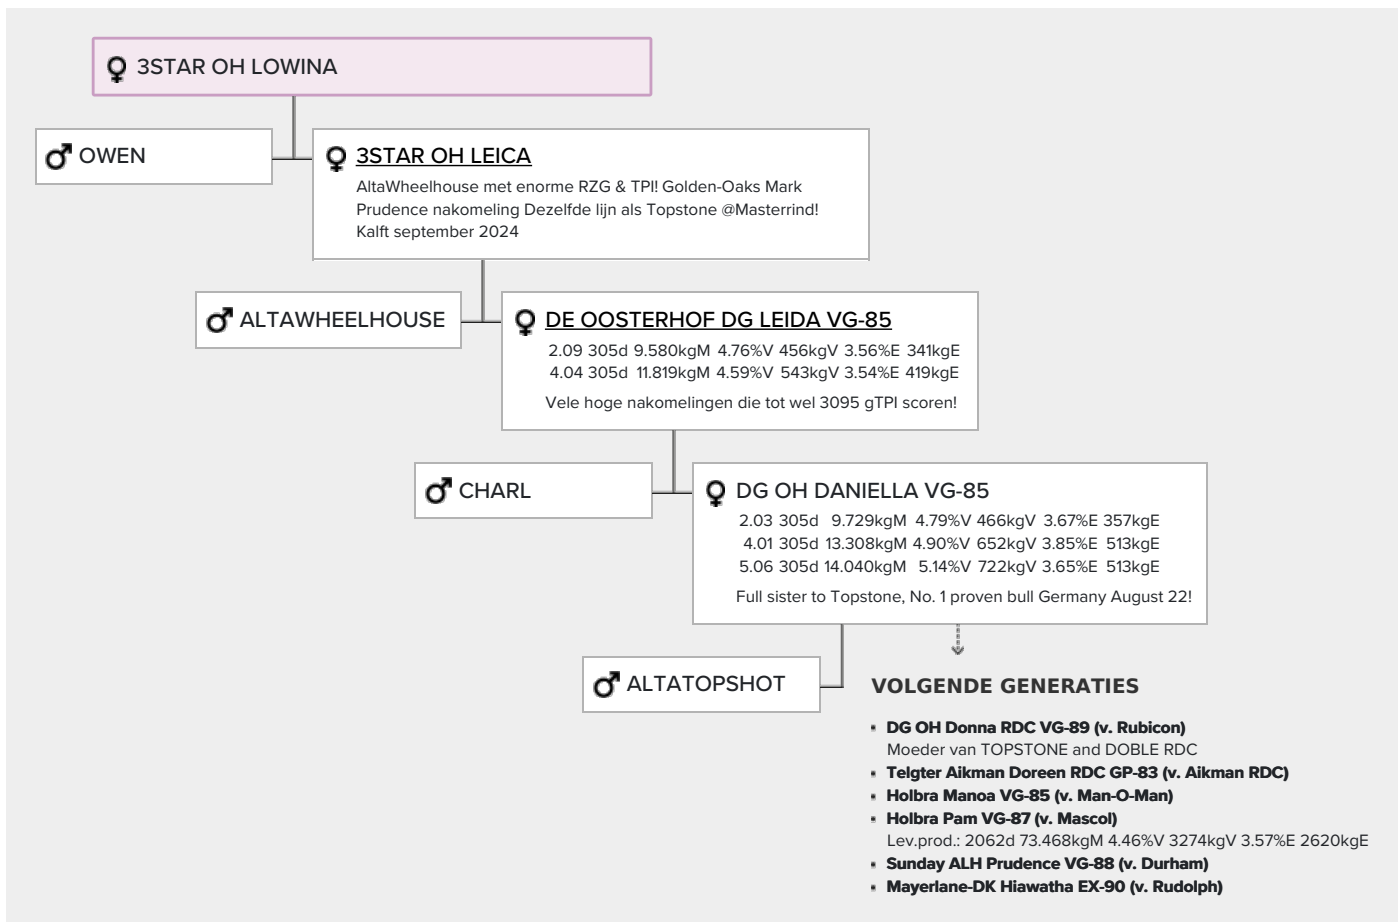 3STAR OH LOWINA
OWEN
3STAR OH LEICA
AltaWheelhouse met enorme RZG & TPI! Golden-Oaks Mark
Prudence nakomeling Dezelfde lijn als Topstone @Masterrind!
Kalft september 2024
ALTAWHEELHOUSE
DE OOSTERHOF DG LEIDA VG-85
2.09 305d 9.580kgM 4.76%V 456kgV 3.56%E 341kgE
4.04 305d 11.819kgM 4.59%V 543kgV 3.54%E 419kgE
Vele hoge nakomelingen die tot wel 3095 gTPI scoren!
CHARL
DG OH DANIELLA VG-85
2.03 305d 9.729kgM 4.79%V 466kgV 3.67%E 357kgE
4.01 305d 13.308kgM 4.90%V 652kgV 3.85%E 513kgE
5.06 305d 14.040kgM 5.14%V 722kgV 3.65%E 513kgE
Full sister to Topstone, No. 1 proven bull Germany August 22!
ALTATOPSHOT
VOLGENDE GENERATIES
DG OH Donna RDC VG-89 (v. Rubicon)
Moeder van TOPSTONE and DOBLE RDC
Telgter Aikman Doreen RDC GP-83 (v. Aikman RDC)
Holbra Manoa VG-85 (v. Man-O-Man)
Holbra Pam VG-87 (v. Mascol)
Lev.prod.: 2062d 73.468kgM 4.46%V 3274kgV 3.57%E 2620kgE
Sunday ALH Prudence VG-88 (v. Durham)
Mayerlane-DK Hiawatha EX-90 (v. Rudolph)